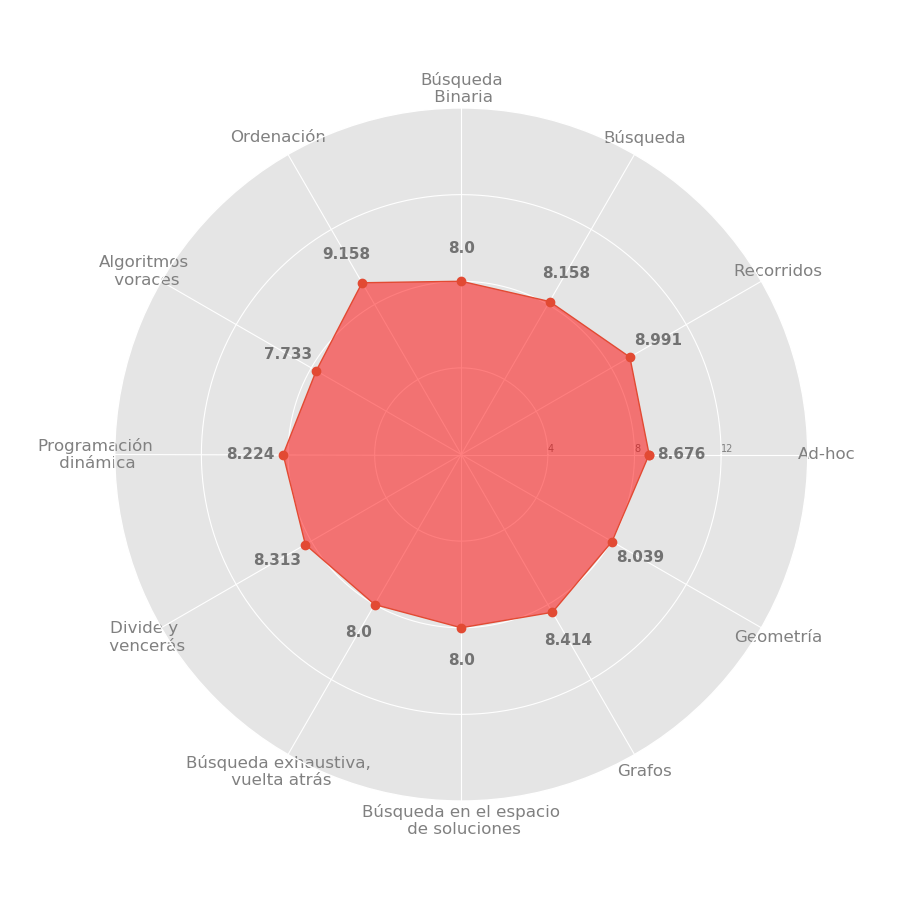 Búsqueda
Binaria
Ordenación
Búsqueda
8.0
9.158
8.158
Algoritmos
voraces
Recorridos
8.991
7.733
Programación
dinámica
8.224
4
8
12
8.676
Ad-hoc
8.313
8.039
Divide y
vencerás
8.0
8.0
8.414
Geometría
Búsqueda exhaustiva,
vuelta atrás
Grafos
Búsqueda en el espacio
de soluciones